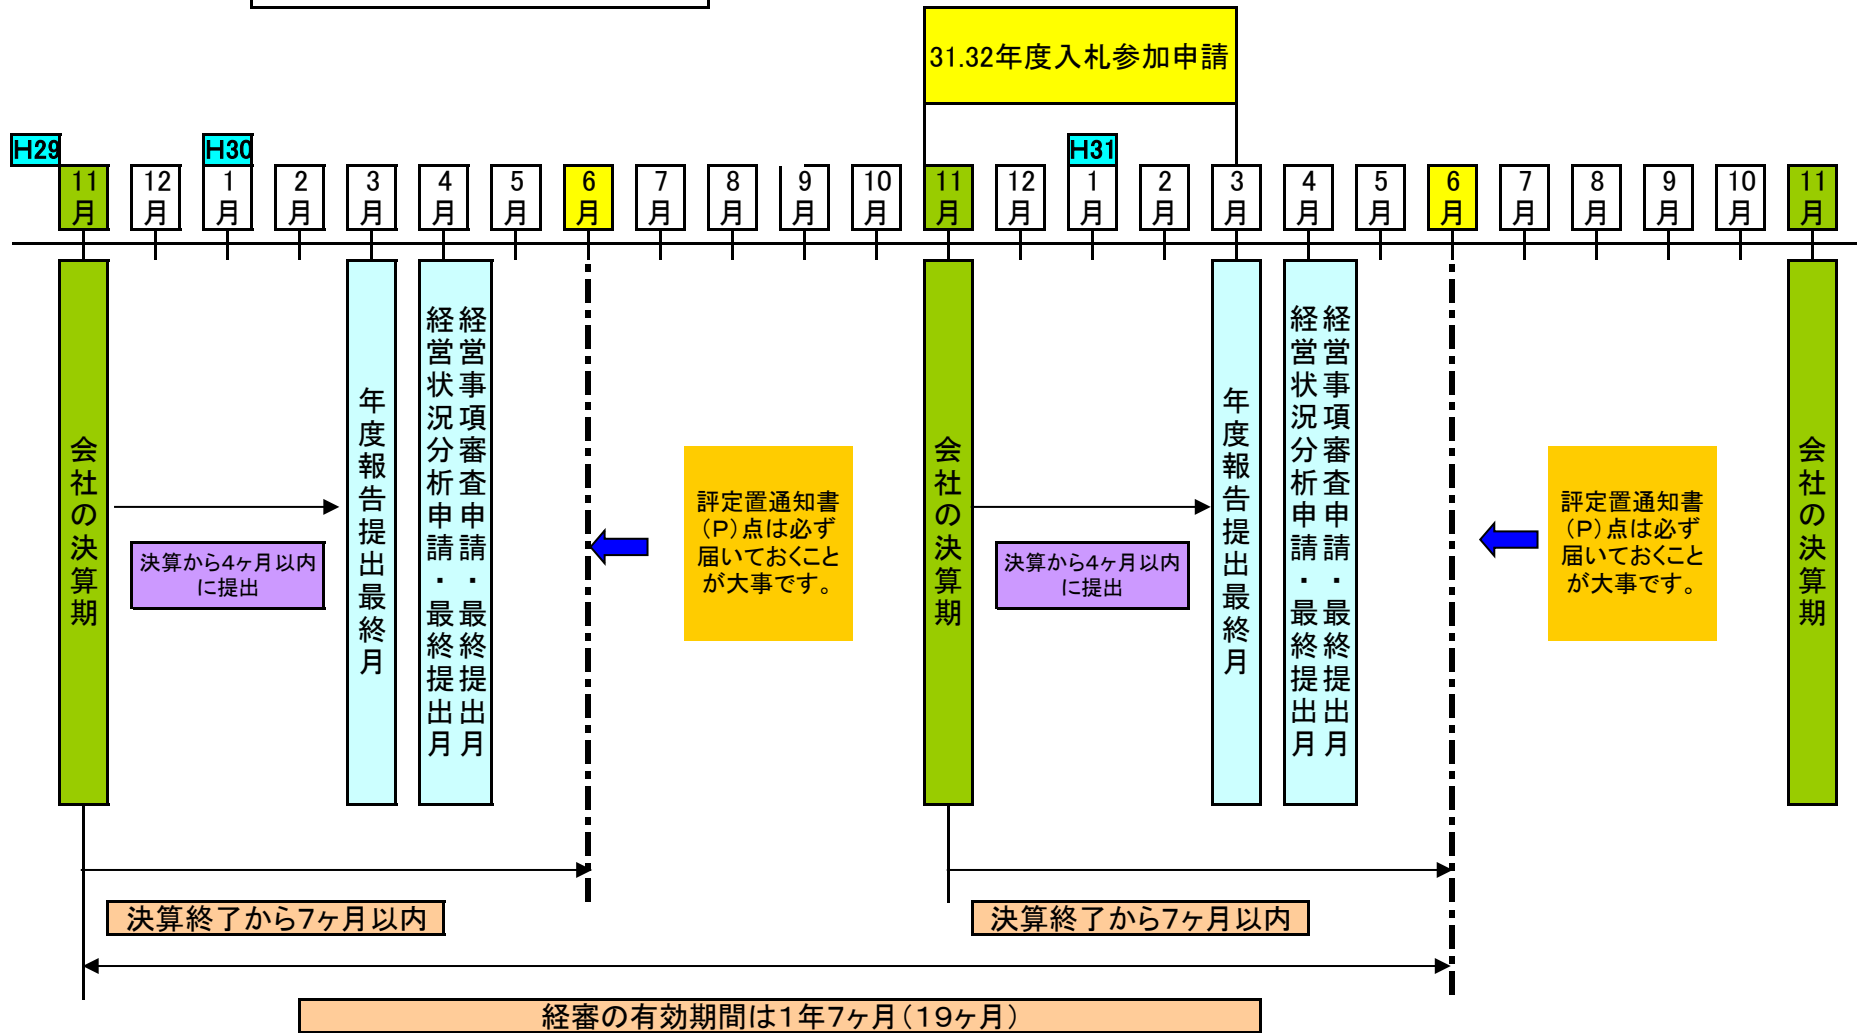 31.32年度入札参加申請
H29
H30
H31
11月
12月
1月
2月
3月
4月
5月
6月
7月
8月
9月
10月
11月
12月
1月
2月
3月
4月
5月
6月
7月
8月
9月
10月
11月
会社の決算期
決算から4ヶ月以内
に提出
年度報告提出最終月
経営事項審査申請・最終提出月
経営状況分析申請・最終提出月
評定置通知書
(P)点は必ず
届いておくこと
が大事です。
会社の決算期
決算から4ヶ月以内
に提出
年度報告提出最終月
経営事項審査申請・最終提出月
経営状況分析申請・最終提出月
評定置通知書
(P)点は必ず
届いておくこと
が大事です。
会社の決算期
決算終了から7ヶ月以内
決算終了から7ヶ月以内
経審の有効期間は1年7ヶ月(19ヶ月)